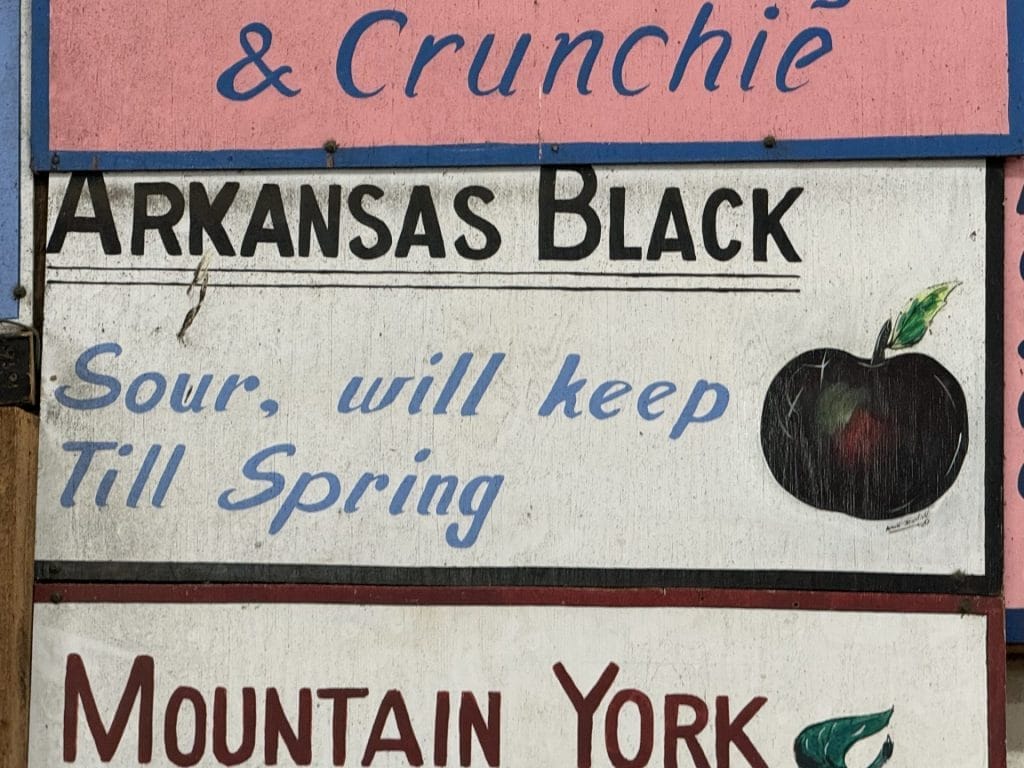 & Crunchie
ARKANSAS BLACK
Sour, will keep
Till Spring
MOUNTAIN YORK